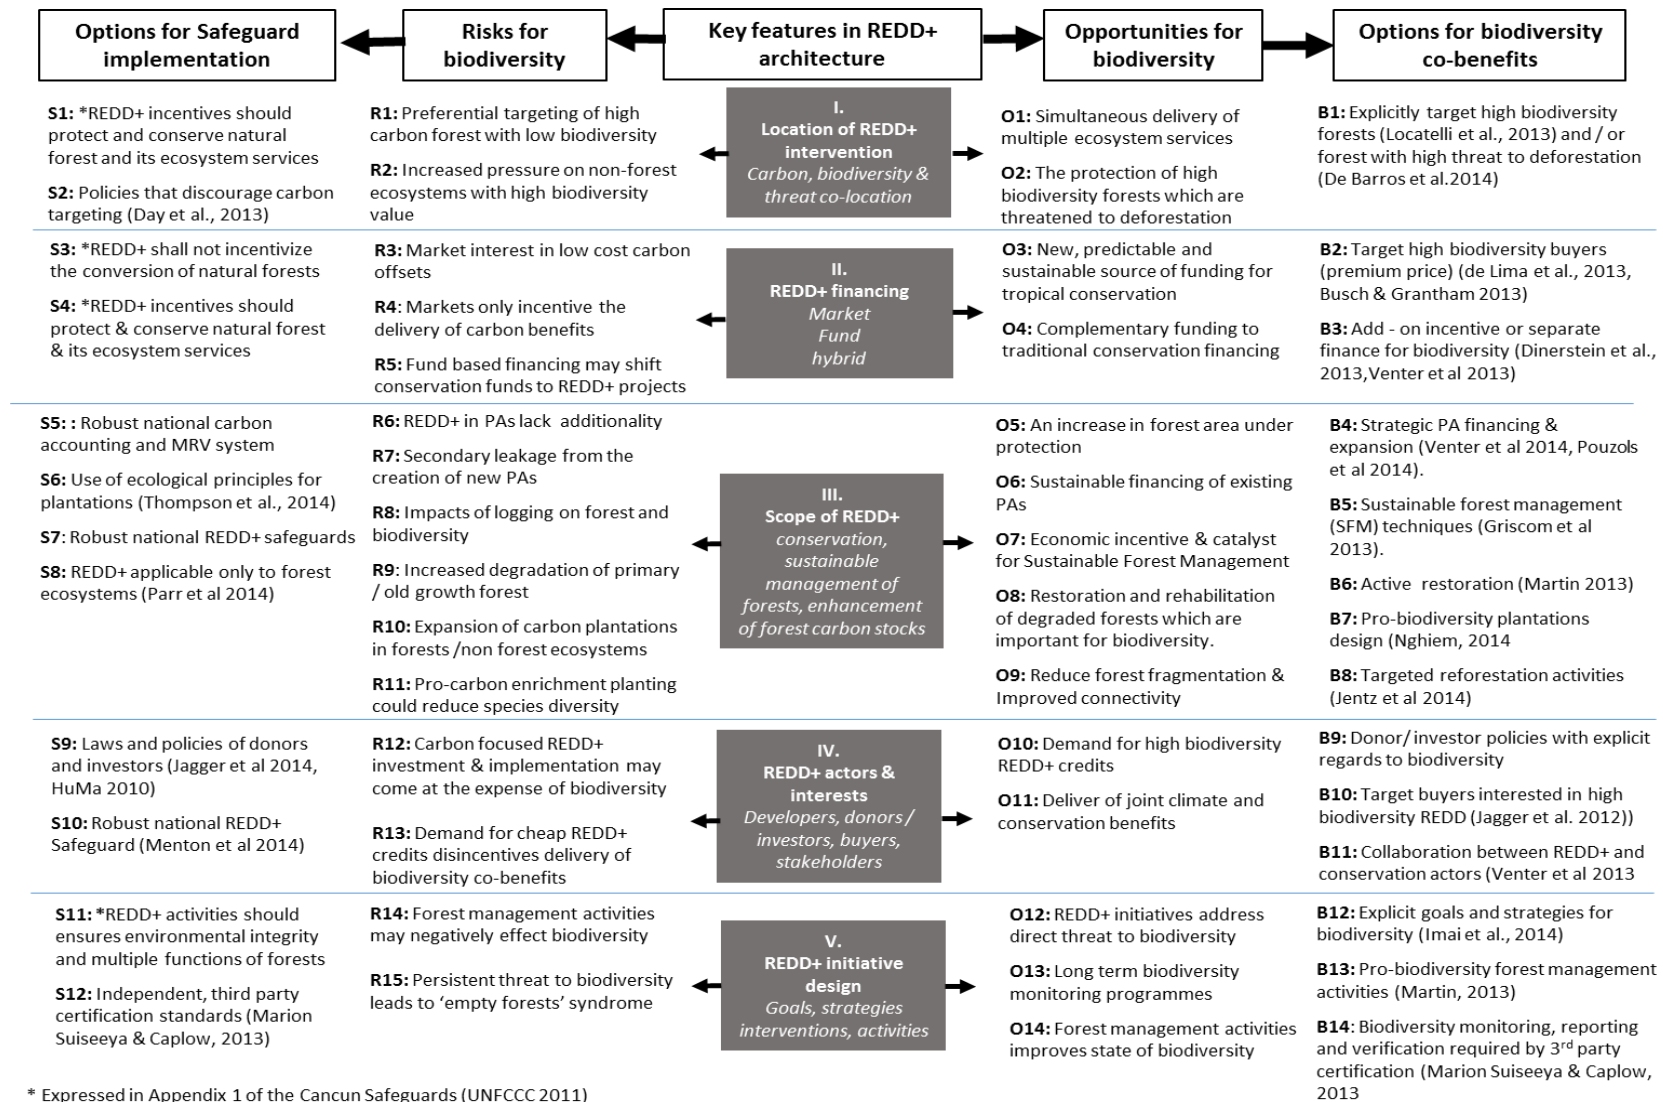 Options for Safeguard
implementation
Risks for
biodiversity
Key features in REDD+
architecture
Opportunities for
biodiversity
Options for biodiversity
co-benefits
S1: *REDD+ incentives should
protect and conserve natural
forest and its ecosystem services
S2: Policies that discourage carbon
targeting (Day et al., 2013)
R1: Preferential targeting of high
carbon forest with low biodiversity
R2: Increased pressure on non-forest
ecosystems with high biodiversity
value
I.
Location of REDD+
intervention
Carbon, biodiversity &
threat co-location
O1: Simultaneous delivery of
multiple ecosystem services
O2: The protection of high
biodiversity forests which are
threatened to deforestation
B1: Explicitly target high biodiversity
forests (Locatelli et al., 2013) and / or
forest with high threat to deforestation
(De Barros et al.2014)
S3: *REDD+ shall not incentivize
the conversion of natural forests
S4: *REDD+ incentives should
protect & conserve natural forest
& its ecosystem services
R3: Market interest in low cost carbon
offsets
R4: Markets only incentive the
delivery of carbon benefits
R5: Fund based financing may shift
conservation funds to REDD+ projects
II.
REDD+ financing
Market
Fund
hybrid
O3: New, predictable and
sustainable source of funding for
tropical conservation
O4: Complementary funding to
traditional conservation financing
B2: Target high biodiversity buyers
(premium price) (de Lima et al., 2013,
Busch & Grantham 2013)
B3: Add - on incentive or separate
finance for biodiversity (Dinerstein et al.,
2013,Venter et al 2013)
S5: : Robust national carbon
accounting and MRV system
S6: Use of ecological principles for
plantations (Thompson et al., 2014)
S7: Robust national REDD+ safeguards
S8: REDD+ applicable only to forest
ecosystems (Parr et al 2014)
R6: REDD+ in PAs lack additionality
R7: Secondary leakage from the
creation of new PAs
R8: Impacts of logging on forest and
biodiversity
R9: Increased degradation of primary
/ old growth forest
R10: Expansion of carbon plantations
in forests /non forest ecosystems
R11: Pro-carbon enrichment planting
could reduce species diversity
III.
Scope of REDD+
conservation,
sustainable
management of
forests, enhancement
of forest carbon stocks
O5: An increase in forest area under
protection
O6: Sustainable financing of existing
PAs
O7: Economic incentive & catalyst
for Sustainable Forest Management
O8: Restoration and rehabilitation
of degraded forests which are
important for biodiversity.
O9: Reduce forest fragmentation &
Improved connectivity
B4: Strategic PA financing &
expansion (Venter et al 2014, Pouzols
et al 2014).
B5: Sustainable forest management
(SFM) techniques (Griscom et al
2013).
B6: Active restoration (Martin 2013)
B7: Pro-biodiversity plantations
design (Nghiem, 2014
B8: Targeted reforestation activities
(Jentz et al 2014)
S9: Laws and policies of donors
and investors (Jagger et al 2014,
HuMa 2010)
S10: Robust national REDD+
Safeguard (Menton et al 2014)
R12: Carbon focused REDD+
investment & implementation may
come at the expense of biodiversity
R13: Demand for cheap REDD+
credits disincentives delivery of
biodiversity co-benefits
IV.
REDD+ actors &
interests
Developers, donors /
investors, buyers,
stakeholders
O10: Demand for high biodiversity
REDD+ credits
O11: Deliver of joint climate and
conservation benefits
B9: Donor/ investor policies with explicit
regards to biodiversity
B10: Target buyers interested in high
biodiversity REDD (Jagger et al. 2012))
B11: Collaboration between REDD+ and
conservation actors (Venter et al 2013
S11: *REDD+ activities should
ensures environmental integrity
and multiple functions of forests
S12: Independent, third party
certification standards (Marion
Suiseeya & Caplow, 2013)
R14: Forest management activities
may negatively effect biodiversity
R15: Persistent threat to biodiversity
leads to ‘empty forests’ syndrome
V.
REDD+ initiative
design
Goals, strategies
interventions, activities
O12: REDD+ initiatives address
direct threat to biodiversity
O13: Long term biodiversity
monitoring programmes
O14: Forest management activities
improves state of biodiversity
B12: Explicit goals and strategies for
biodiversity (Imai et al., 2014)
B13: Pro-biodiversity forest management
activities (Martin, 2013)
B14: Biodiversity monitoring, reporting
and verification required by 3rd party
certification (Marion Suiseeya & Caplow,
2013
* Expressed in Appendix 1 of the Cancun Safeguards (UNFCCC 2011)